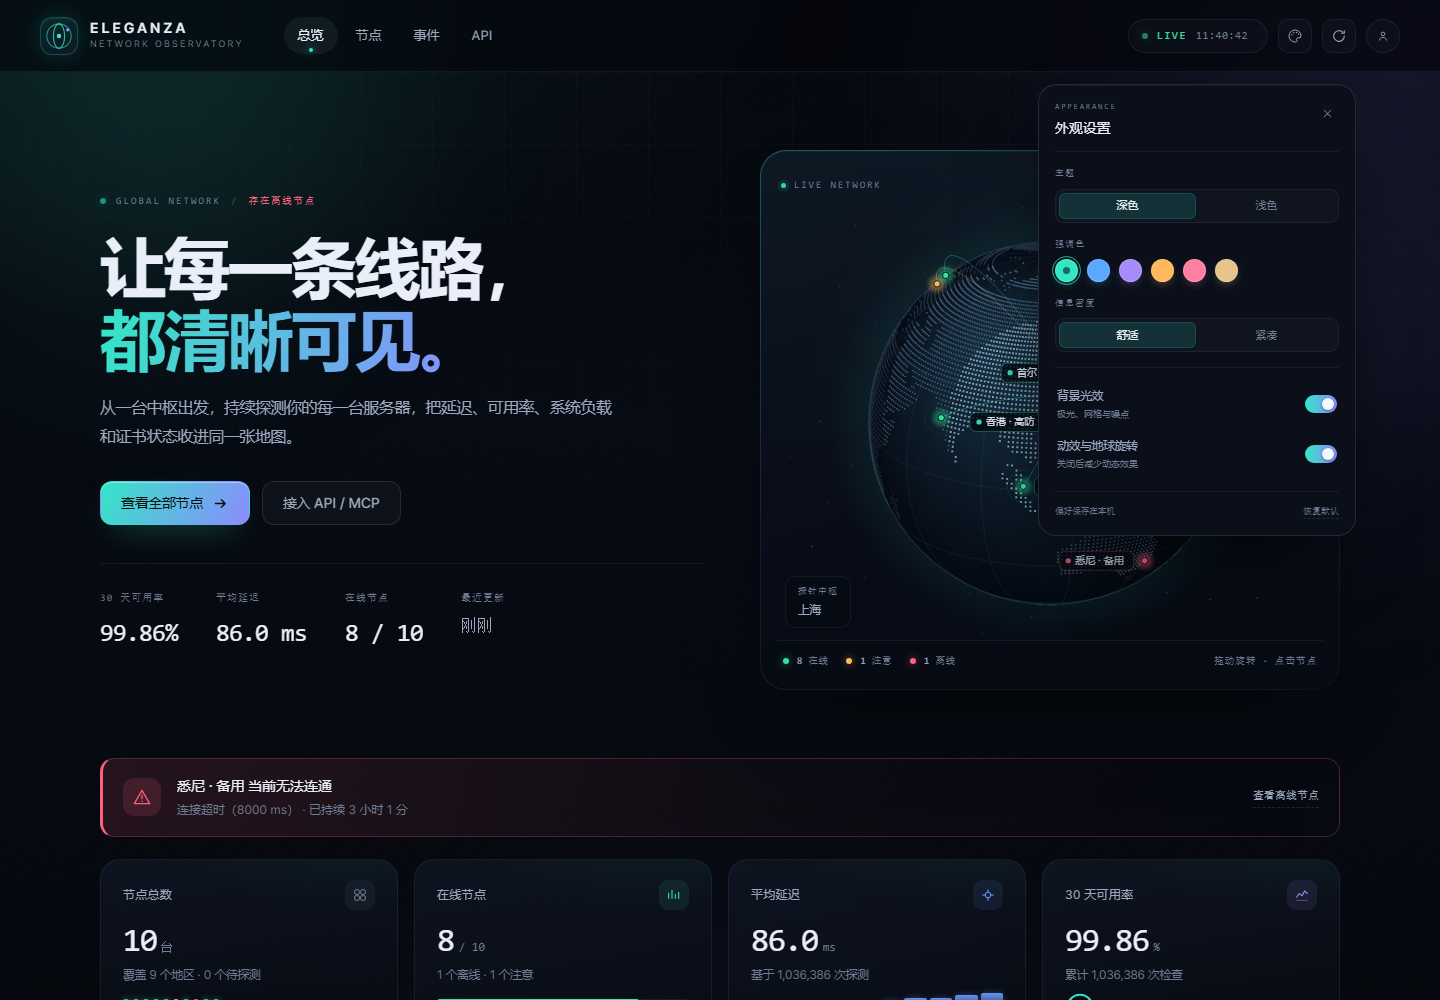 ELEGANZA
NETWORK OBSERVATORY
总览
节点
事件
API
LIVE 11:40:42
APPEARANCE
外观设置
主题
深色
浅色
强调色
信息密度
舒适
紧凑
背景光效
极光、网格与噪点
动效与地球旋转
关闭后减少动态效果
偏好保存在本机
恢复默认
GLOBAL NETWORK / 存在离线节点
让每一条线路，
都清晰可见。
从一台中枢出发，持续探测你的每一台服务器，把延迟、可用率、系统负载
和证书状态收进同一张地图。
查看全部节点 →
接入 API / MCP
30 天可用率
99.86%
平均延迟
86.0 ms
在线节点
8 / 10
最近更新
刚刚
LIVE NETWORK
首尔
香港 · 高防
悉尼 · 备用
探针中枢
上海
8 在线
1 注意
1 离线
拖动旋转 · 点击节点
悉尼 · 备用 当前无法连通
连接超时（8000 ms） · 已持续 3 小时 1 分
查看离线节点
节点总数
10 台
覆盖 9 个地区 · 0 个待探测
在线节点
8 / 10
1 个离线 · 1 个注意
平均延迟
86.0 ms
基于 1,036,386 次探测
30 天可用率
99.86 %
累计 1,036,386 次检查